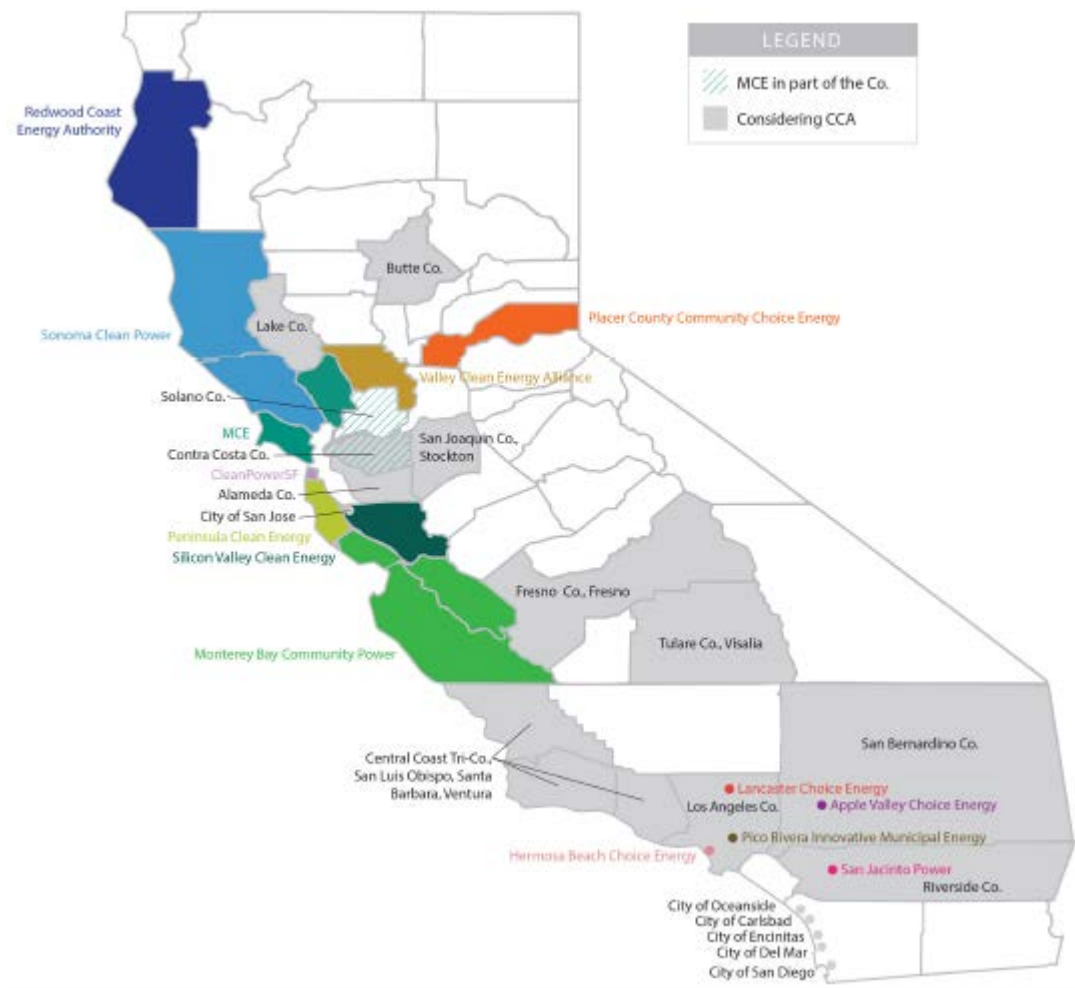 LEGEND
MCE in part of the Co.
Considering CCA
Redwood Coast
Energy Authority
Butte Co.
Placer County Community Choice Energy
Lake Co.
Sonoma Clean Power
Valley Clean Energy Alliance
Solano Co.
MCE
San Joaquin Co.,
Stockton
Contra Costa Co.
CleanPowerSF
Alameda Co.
City of San Jose
Peninsula Clean Energy
Silicon Valley Clean Energy
Fresno Co., Fresno
Tulare Co., Visalia
Monterey Bay Community Power
San Bernardino Co.
Central Coast Tri-Co.,
San Luis Obispo, Santa
Barbara, Ventura
Lancaster Choice Energy
Los Angeles Co.
Apple Valley Choice Energy
Pico Rivera Innovative Municipal Energy
Hermosa Beach Choice Energy
San Jacinto Power
Riverside Co.
City of Oceanside
City of Carlsbad
City of Encinitas
City of Del Mar
City of San Diego